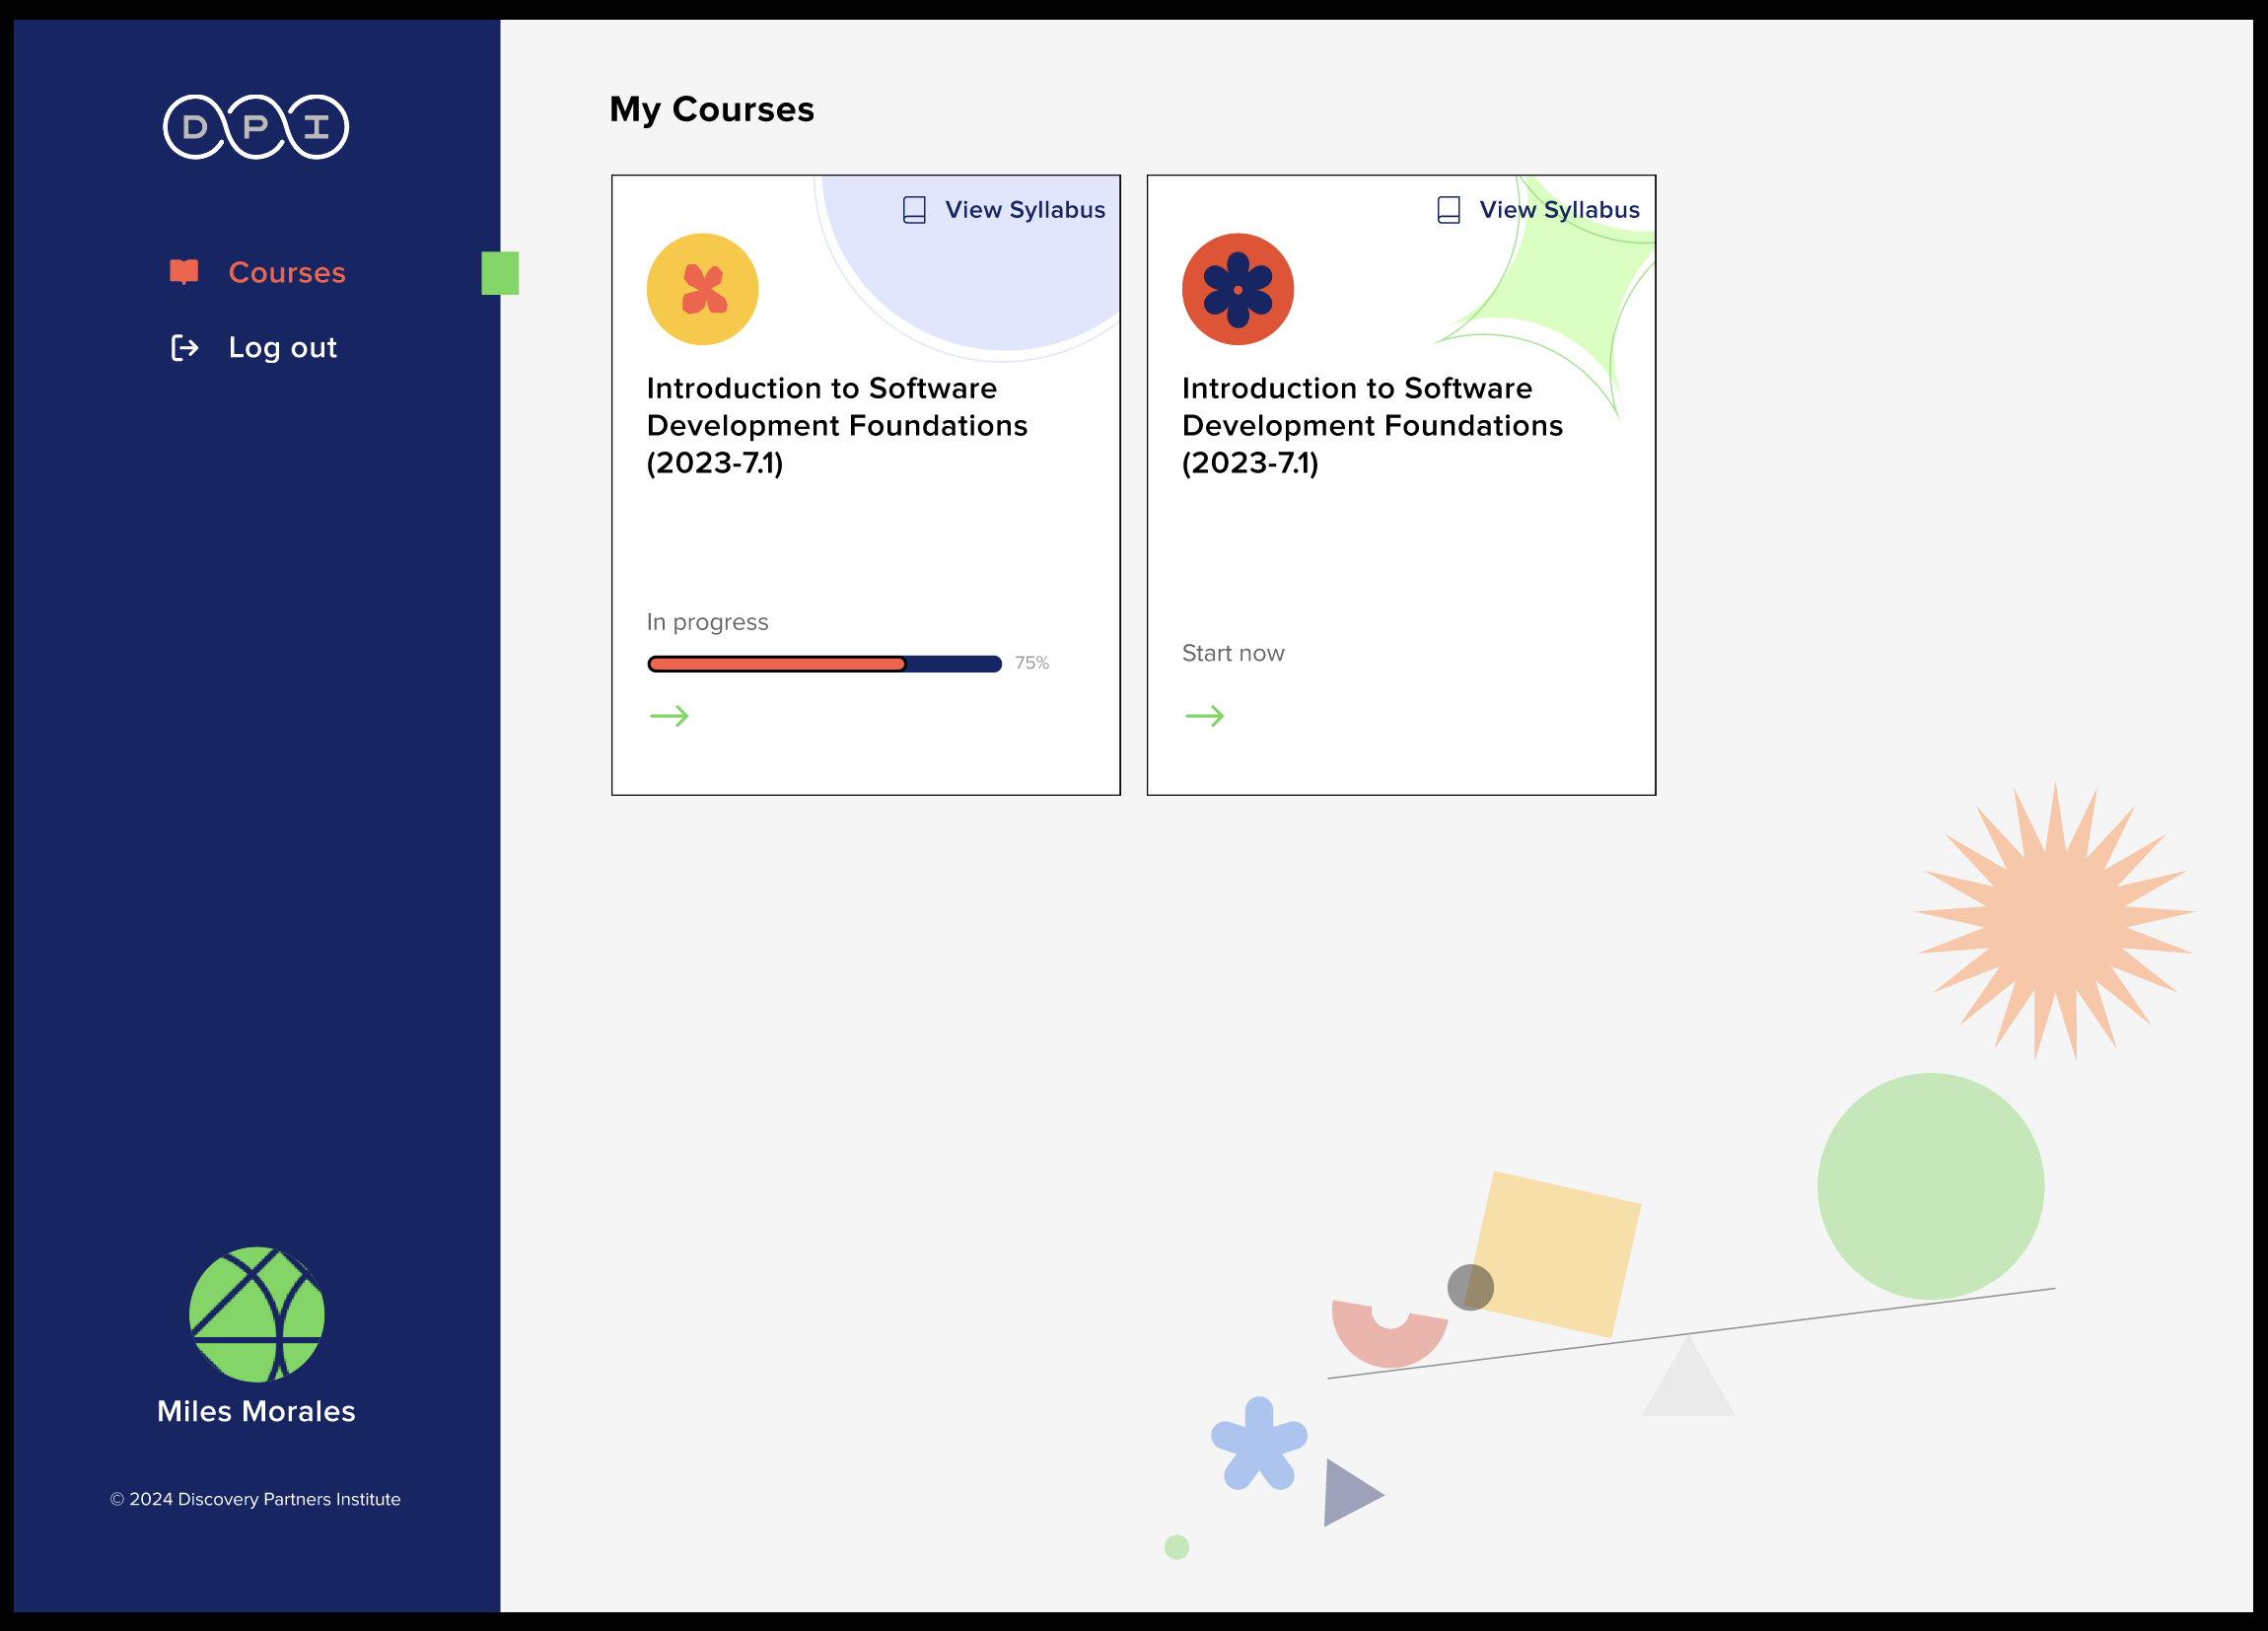 DPI
Courses
Log out
Miles Morales
© 2024 Discovery Partners Institute
My Courses
View Syllabus
Introduction to Software
Development Foundations
(2023-7.1)
In progress
75%
View Syllabus
Introduction to Software
Development Foundations
(2023-7.1)
Start now